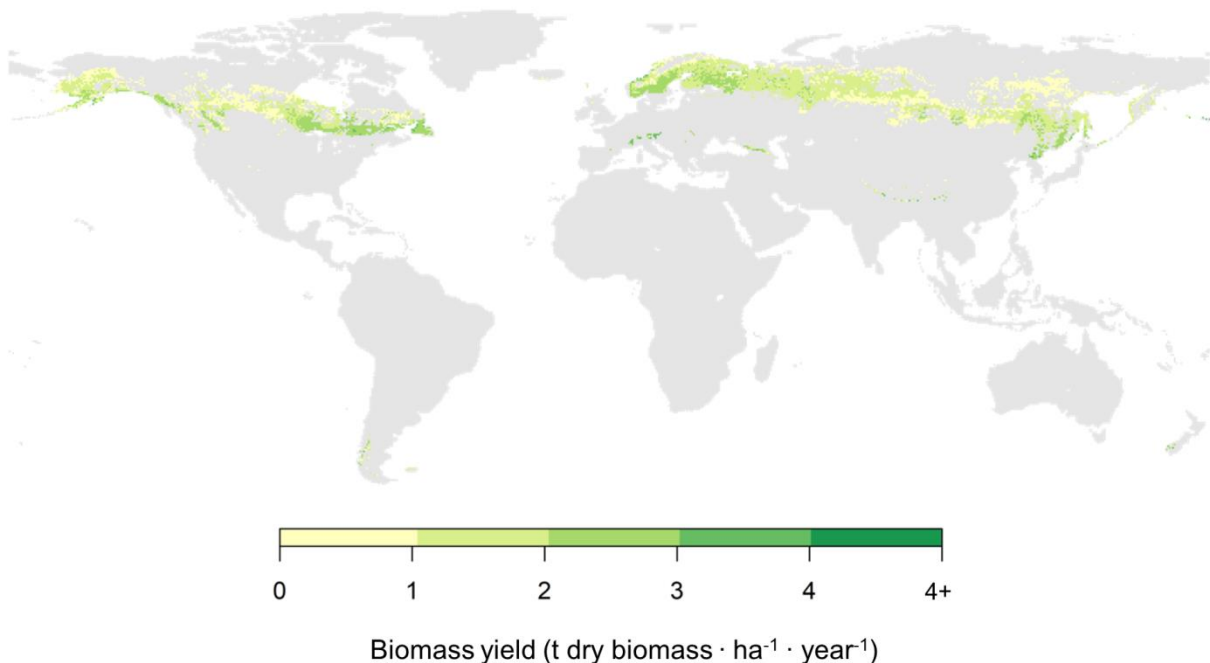 0 1 2 3 4 4+
Biomass yield (t dry biomass · ha⁻¹ · year⁻¹)